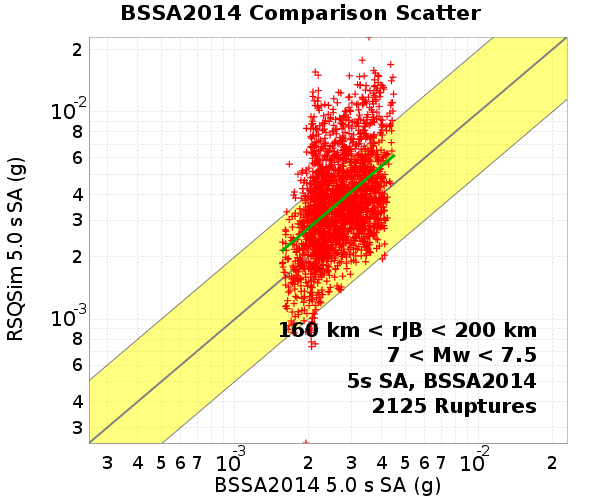 BSSA2014 Comparison Scatter
RSQSim 5.0 s SA (g)
2
10-2
8
6
4
3
2
10-3
8
6
4
3
160 km < rJB < 200 km
7 < Mw < 7.5
5s SA, BSSA2014
2125 Ruptures
3 4 5 6 7 10-3 2 3 4 5 6 7 10-2 2
BSSA2014 5.0 s SA (g)